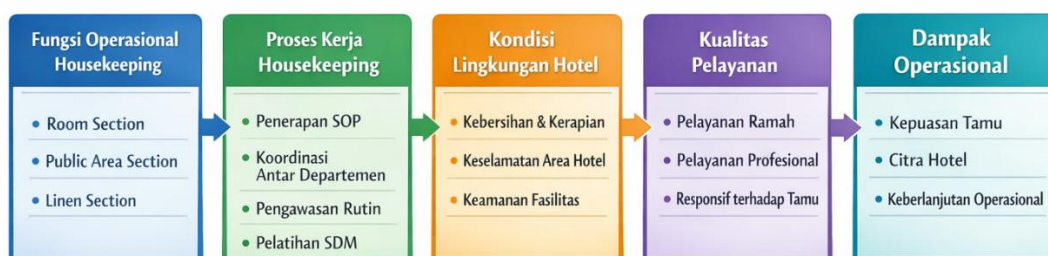 Fungsi Operasional
Housekeeping
• Room Section
• Public Area Section
• Linen Section
Proses Kerja
Housekeeping
• Penerapan SOP
• Koordinasi
Antar Departemen
• Pengawasan Rutin
• Pelatihan SDM
Kondisi
Lingkungan Hotel
• Kebersihan & Kerapian
• Keselamatan Area Hotel
• Keamanan Fasilitas
Kualitas
Pelayanan
• Pelayanan Ramah
• Pelayanan Profesional
• Responsif terhadap Tamu
Dampak
Operasional
• Kepuasan Tamu
• Citra Hotel
• Keberlanjutan Operasional